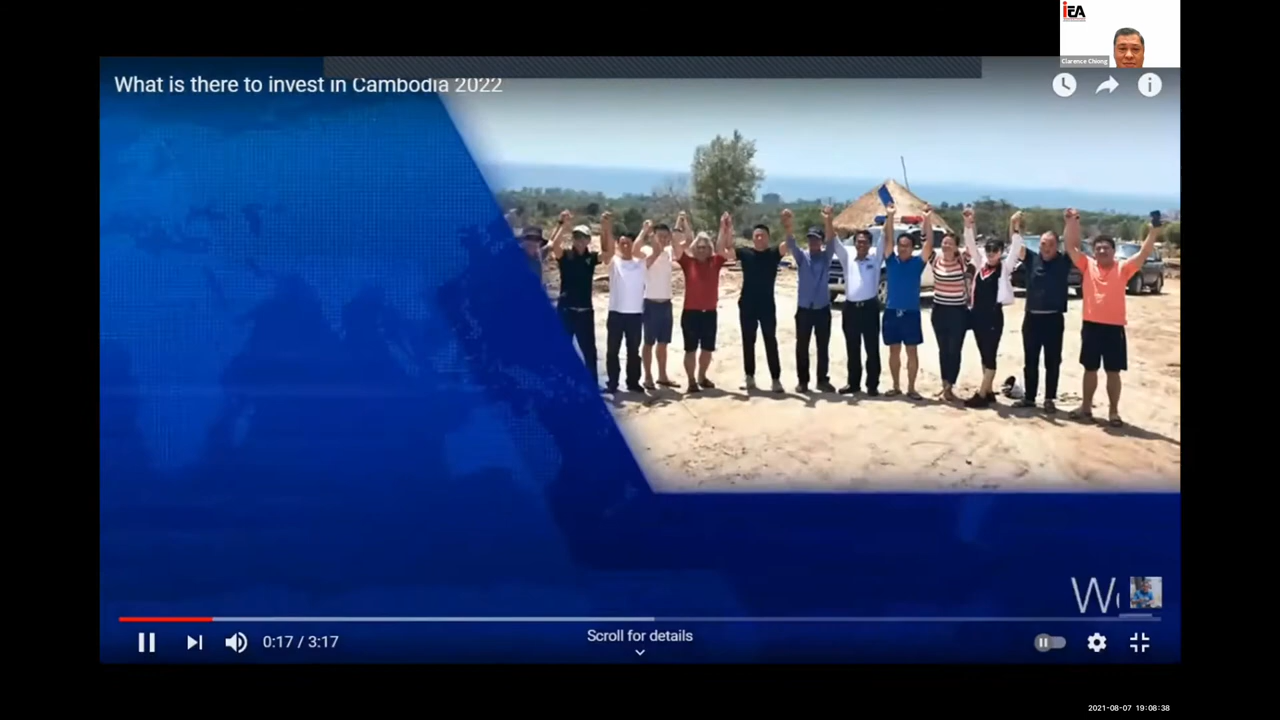 iEA
Clarence Chiong
What is there to invest in Cambodia 2022
0:17 / 3:17
Scroll for details
2021-08-07 19:08:38